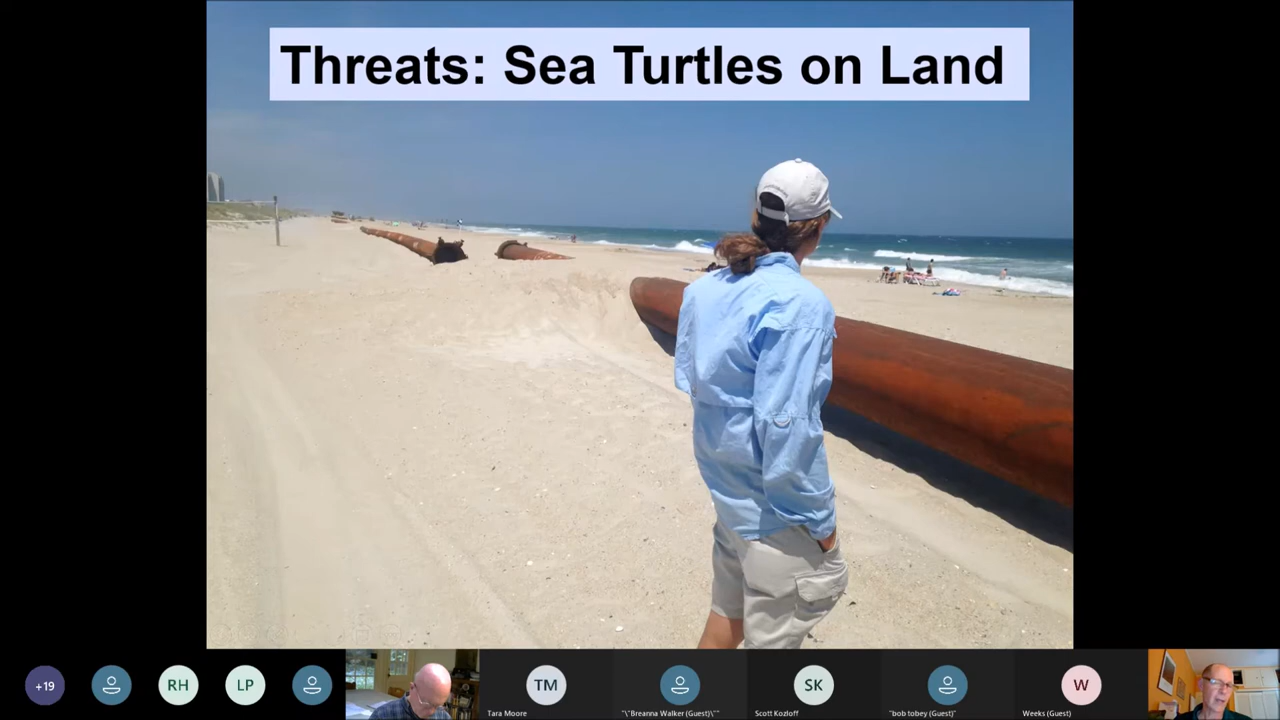 Threats: Sea Turtles on Land
+19
RH
LP
TM
SK
W
Tara Moore
"\"Breanna Walker (Guest)\""
Scott Kozloff
"bob tobey (Guest)"
Weeks (Guest)